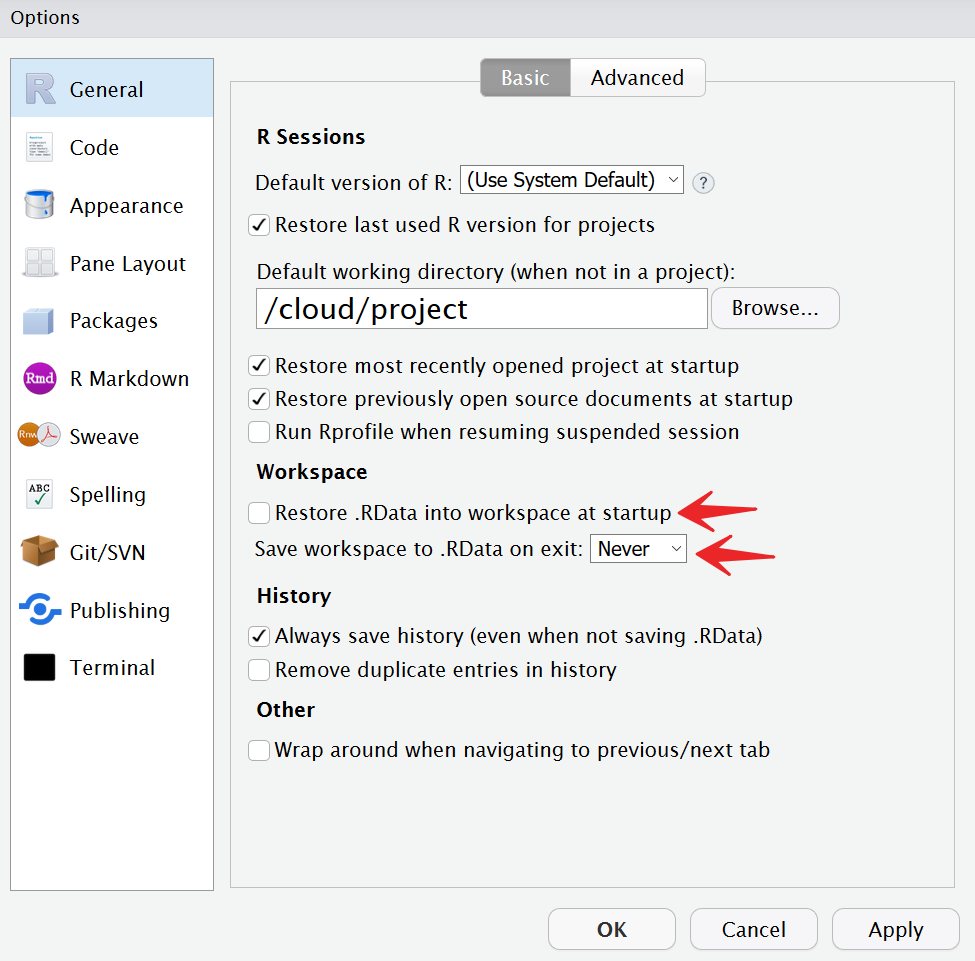 Options
General
Code
Appearance
Pane Layout
Packages
Rmd R Markdown
Rnw Sweave
ABC Spelling
Git/SVN
Publishing
Terminal
Basic Advanced
R Sessions
Default version of R: (Use System Default) ?
Restore last used R version for projects
Default working directory (when not in a project):
/cloud/project Browse...
Restore most recently opened project at startup
Restore previously open source documents at startup
Run Rprofile when resuming suspended session
Workspace
Restore .RData into workspace at startup
Save workspace to .RData on exit: Never
History
Always save history (even when not saving .RData)
Remove duplicate entries in history
Other
Wrap around when navigating to previous/next tab
OK Cancel Apply